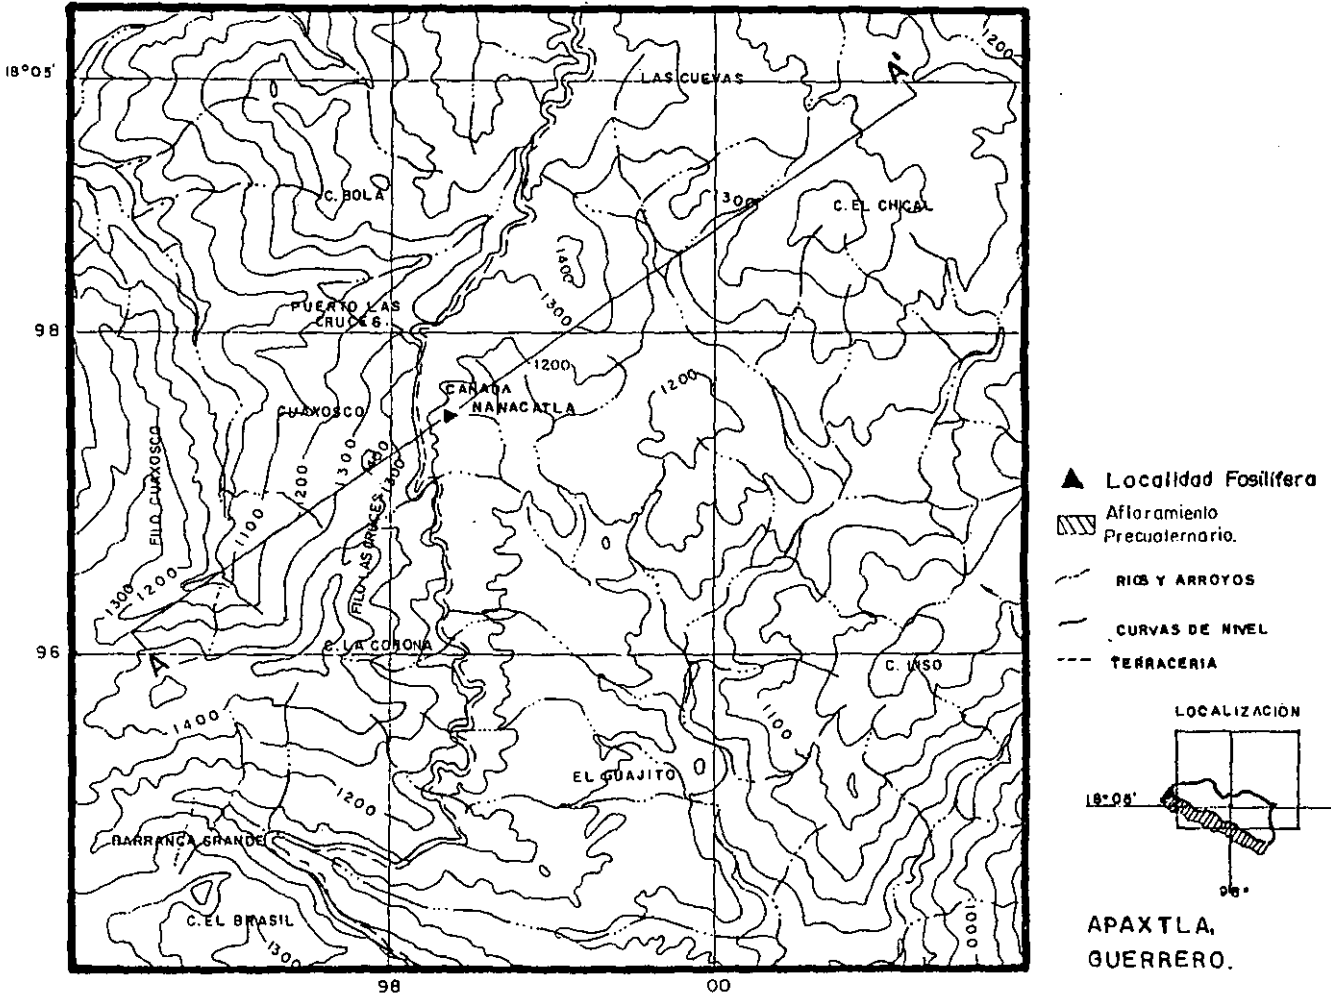 18°05'
LAS CUEVAS
A'
1200
C. BOLA
1300
C. EL CHICAL
1400
1300
PUERTO LAS
CRUCES
98
1200
1200
CAÑADA
NANACATLA
CUAXOSCO
FILO CUAXOSCO
1300
1400
1300
1200
1100
FILO LAS CRUCES
1300
1200
96
A
C. LA CORONA
C. LISO
1400
1100
EL GUAJITO
1200
BARRANCA GRANDE
C. EL BRASIL
1300
1000
98
00
Localidad Fosilífera
Afloramiento
Precuaternario.
RIOS Y ARROYOS
CURVAS DE NIVEL
TERRACERIA
LOCALIZACIÓN
18°05'
98°
APAXTLA,
GUERRERO.